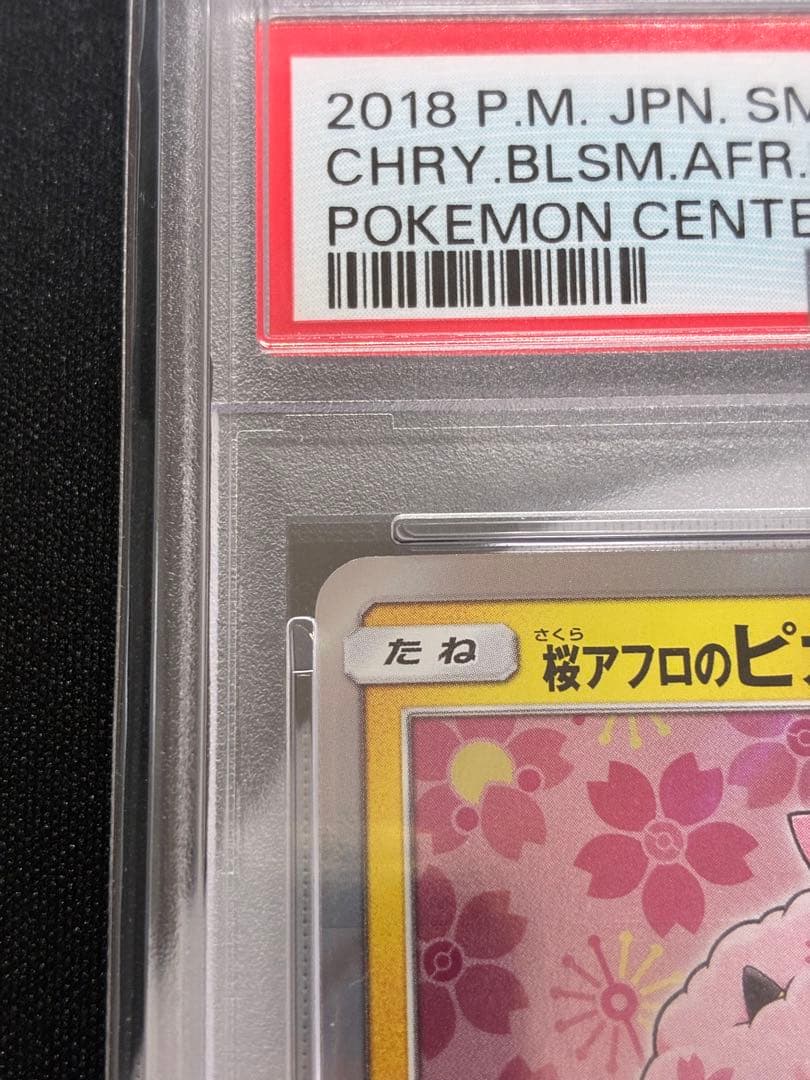 2018 P.M. JPN. SM
CHRY.BLSM.AFR.
POKEMON CENTE
たね
さくら
桜アフロのピ